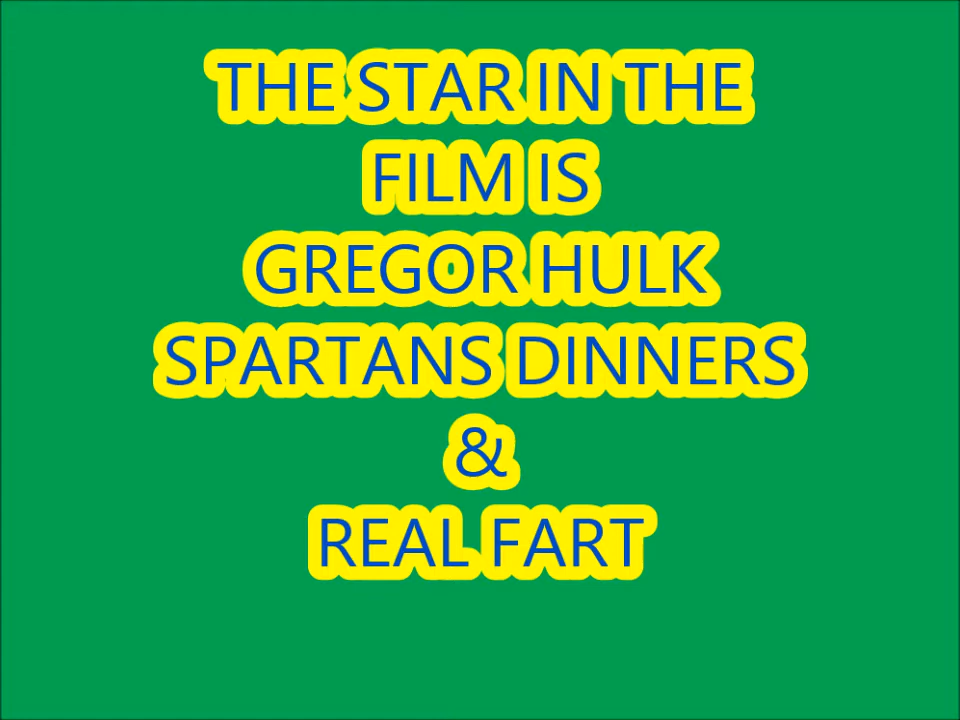 THE STAR IN THE
FILM IS
GREGOR HULK
SPARTANS DINNERS
&
REAL FART